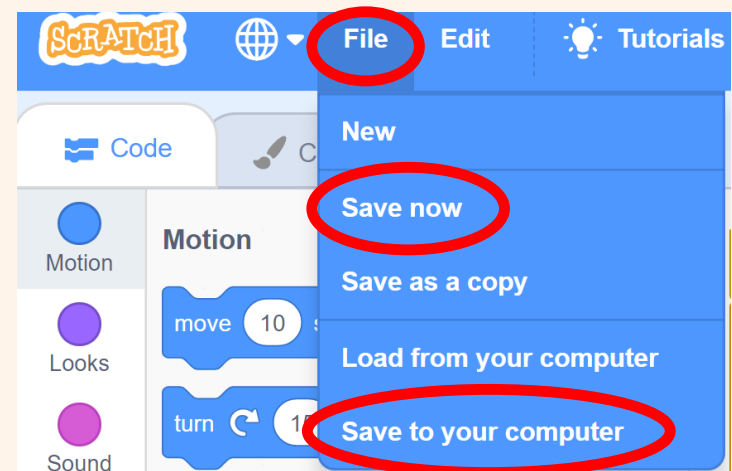 SCRATCH File Edit Tutorials
Code C
New
Save now
Save as a copy
Load from your computer
Save to your computer
Motion
Looks
Sound
Motion
move 10 s
turn 15